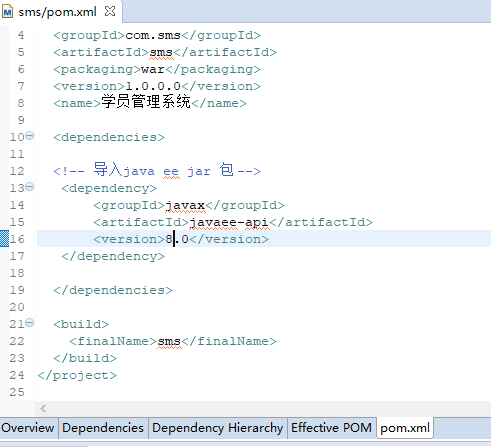 sms/pom.xml
4 <groupId>com.sms</groupId>
5 <artifactId>sms</artifactId>
6 <packaging>war</packaging>
7 <version>1.0.0.0</version>
8 <name>学员管理系统</name>
9
10 <dependencies>
11
12 <!-- 导入java ee jar 包 -->
13 <dependency>
14 <groupId>javax</groupId>
15 <artifactId>javaee-api</artifactId>
16 <version>8.0</version>
17 </dependency>
18
19 </dependencies>
20
21 <build>
22 <finalName>sms</finalName>
23 </build>
24 </project>
25
Overview Dependencies Dependency Hierarchy Effective POM pom.xml